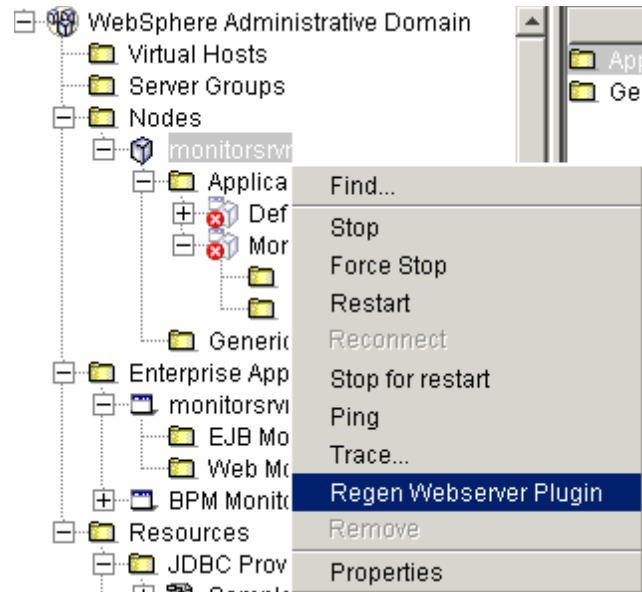 WebSphere Administrative Domain
Virtual Hosts
Server Groups
Nodes
monitorsrvr
Applica
Def
Mor
Generic
Enterprise App
monitorsrvr
EJB Mo
Web Mo
BPM Monito
Resources
JDBC Prov
App
Ge
Find...
Stop
Force Stop
Restart
Reconnect
Stop for restart
Ping
Trace...
Regen Webserver Plugin
Remove
Properties